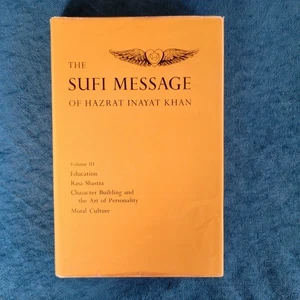 THE
SUFI MESSAGE
OF HAZRAT INAYAT KHAN
Volume III
Education
Rasa Shastra
Character Building and
the Art of Personality
Moral Culture